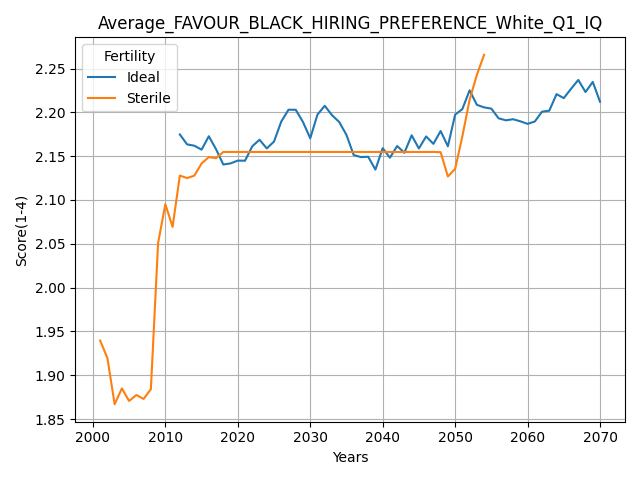 Average_FAVOUR_BLACK_HIRING_PREFERENCE_White_Q1_IQ
Fertility
Ideal
Sterile
Score(1-4)
2.25
2.20
2.15
2.10
2.05
2.00
1.95
1.90
1.85
2000 2010 2020 2030 2040 2050 2060 2070
Years